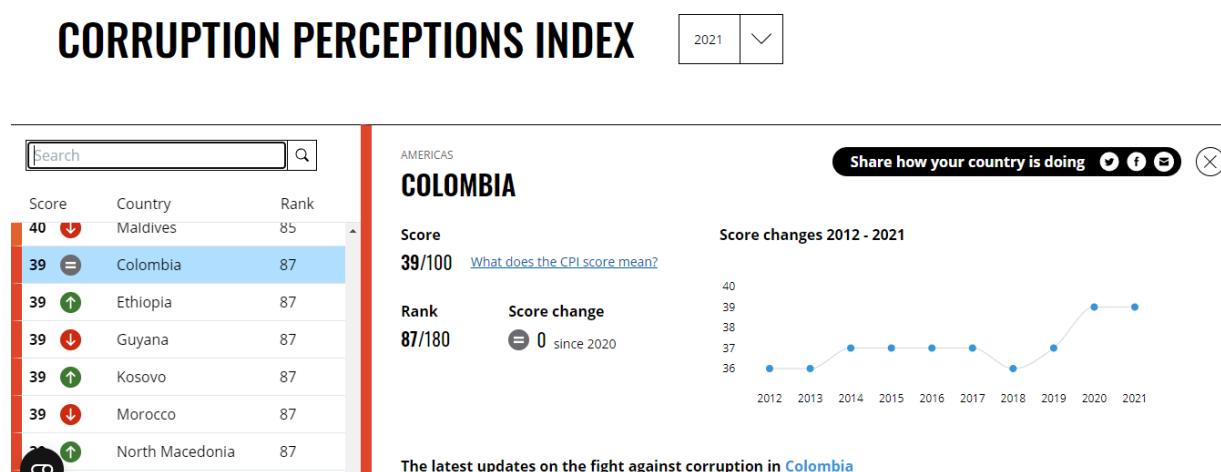 CORRUPTION PERCEPTIONS INDEX
2021
Search
Score Country Rank
40 Maldives 85
39 Colombia 87
39 Ethiopia 87
39 Guyana 87
39 Kosovo 87
39 Morocco 87
North Macedonia 87
AMERICAS
COLOMBIA
Share how your country is doing
Score
39/100 What does the CPI score mean?
Rank
87/180
Score change
0 since 2020
Score changes 2012 - 2021
40
39
38
37
36
2012 2013 2014 2015 2016 2017 2018 2019 2020 2021
The latest updates on the fight against corruption in Colombia